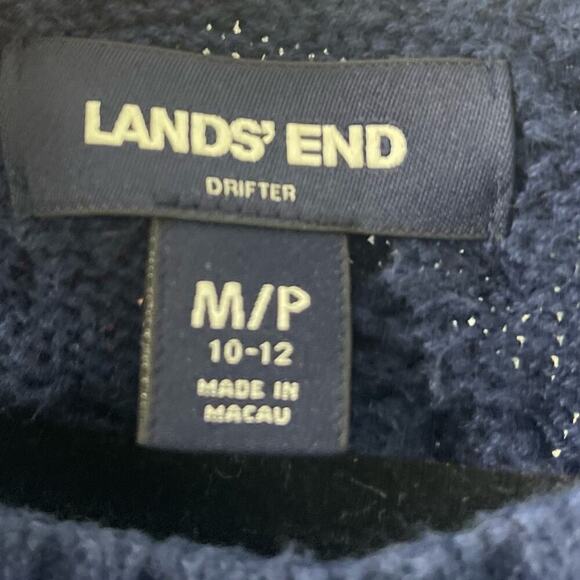 LANDS' END
DRIFTER
M/P
10-12
MADE IN
MACAU